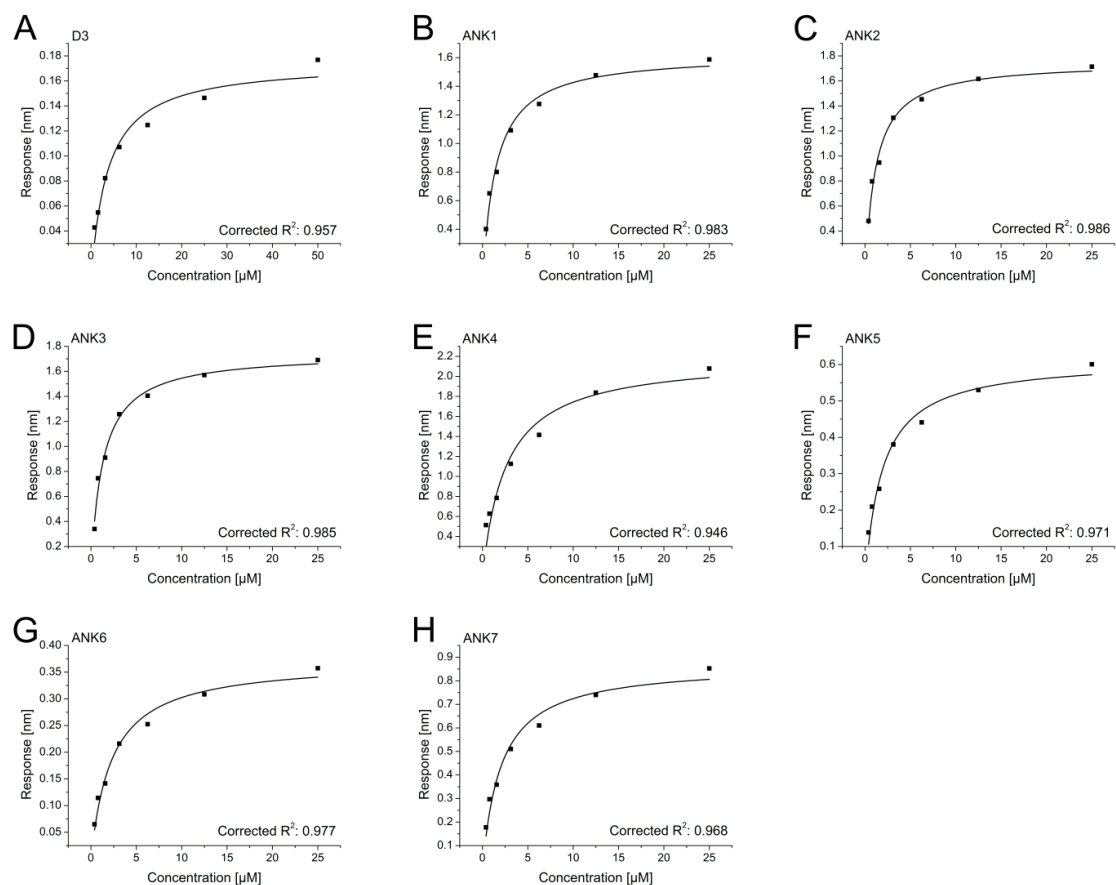 A
D3
0.18
0.16
0.14
0.12
0.10
0.08
0.06
0.04
Response [nm]
Corrected R²: 0.957
0 10 20 30 40 50
Concentration [µM]
B
ANK1
1.6
1.4
1.2
1.0
0.8
0.6
0.4
Response [nm]
Corrected R²: 0.983
0 5 10 15 20 25
Concentration [µM]
C
ANK2
1.8
1.6
1.4
1.2
1.0
0.8
0.6
0.4
Response [nm]
Corrected R²: 0.986
0 5 10 15 20 25
Concentration [µM]
D
ANK3
1.8
1.6
1.4
1.2
1.0
0.8
0.6
0.4
0.2
Response [nm]
Corrected R²: 0.985
0 5 10 15 20 25
Concentration [µM]
E
ANK4
2.2
2.0
1.8
1.6
1.4
1.2
1.0
0.8
0.6
0.4
Response [nm]
Corrected R²: 0.946
0 5 10 15 20 25
Concentration [µM]
F
ANK5
0.6
0.5
0.4
0.3
0.2
0.1
Response [nm]
Corrected R²: 0.971
0 5 10 15 20 25
Concentration [µM]
G
ANK6
0.40
0.35
0.30
0.25
0.20
0.15
0.10
0.05
Response [nm]
Corrected R²: 0.977
0 5 10 15 20 25
Concentration [µM]
H
ANK7
0.9
0.8
0.7
0.6
0.5
0.4
0.3
0.2
0.1
Response [nm]
Corrected R²: 0.968
0 5 10 15 20 25
Concentration [µM]